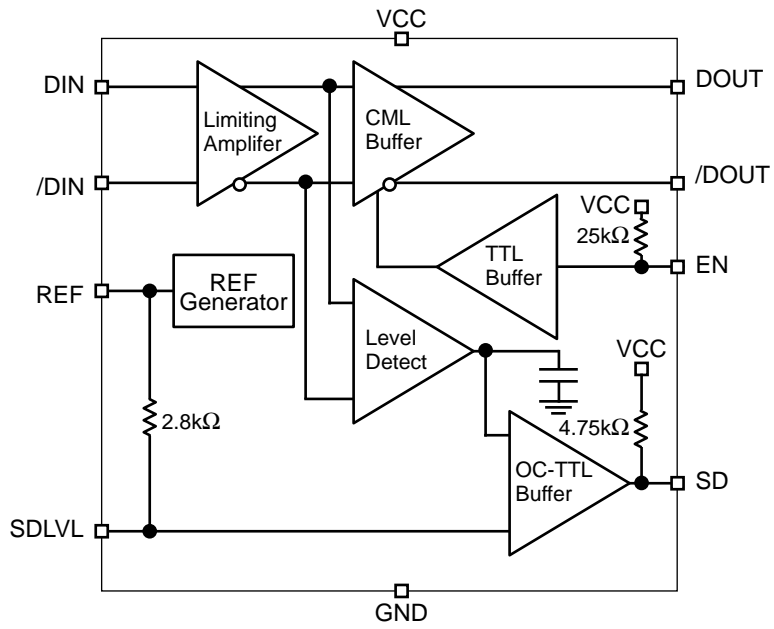 VCC
DIN
Limiting
Amplifer
CML
Buffer
DOUT
/DIN
/DOUT
VCC
25kΩ
TTL
Buffer
EN
REF
REF
Generator
Level
Detect
VCC
2.8kΩ
4.75kΩ
OC-TTL
Buffer
SD
SDLVL
GND